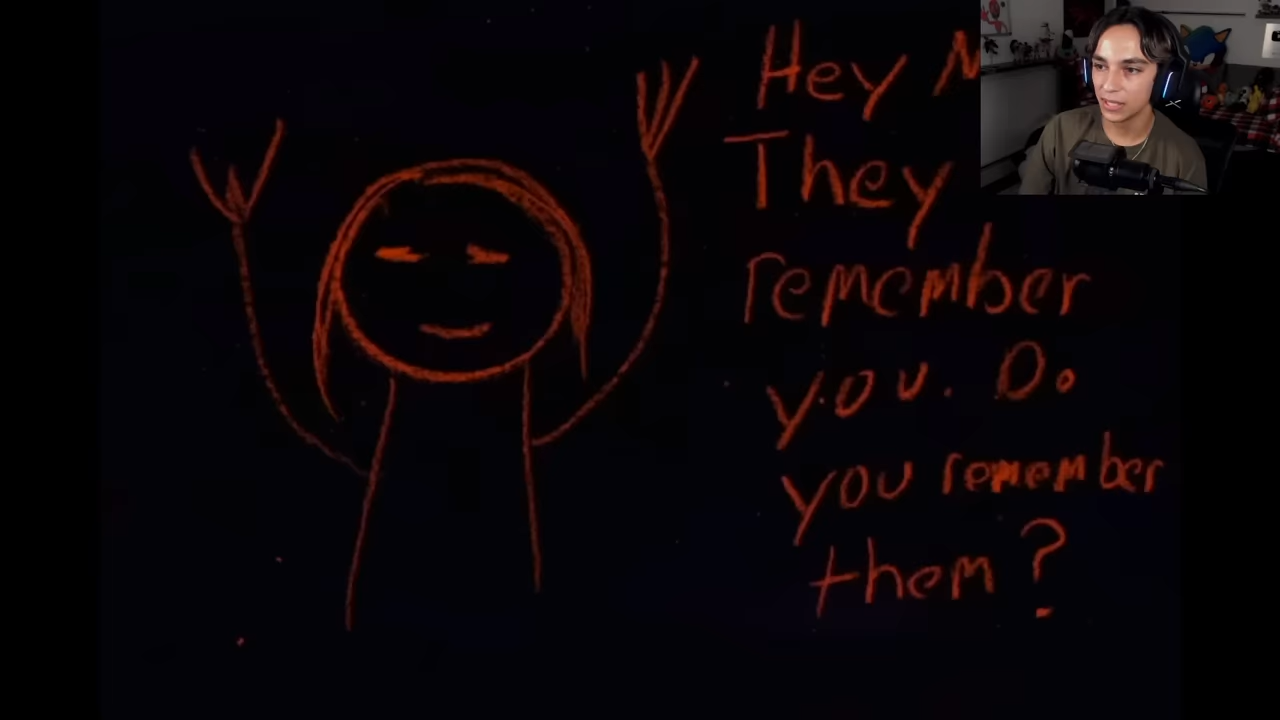 Hey
They
remember
you. Do
you remember
them?